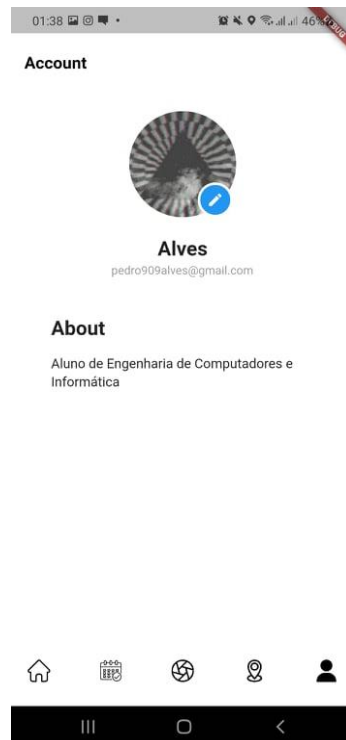 01:38
46%
Account
Alves
pedro909alves@gmail.com
About
Aluno de Engenharia de Computadores e
Informática